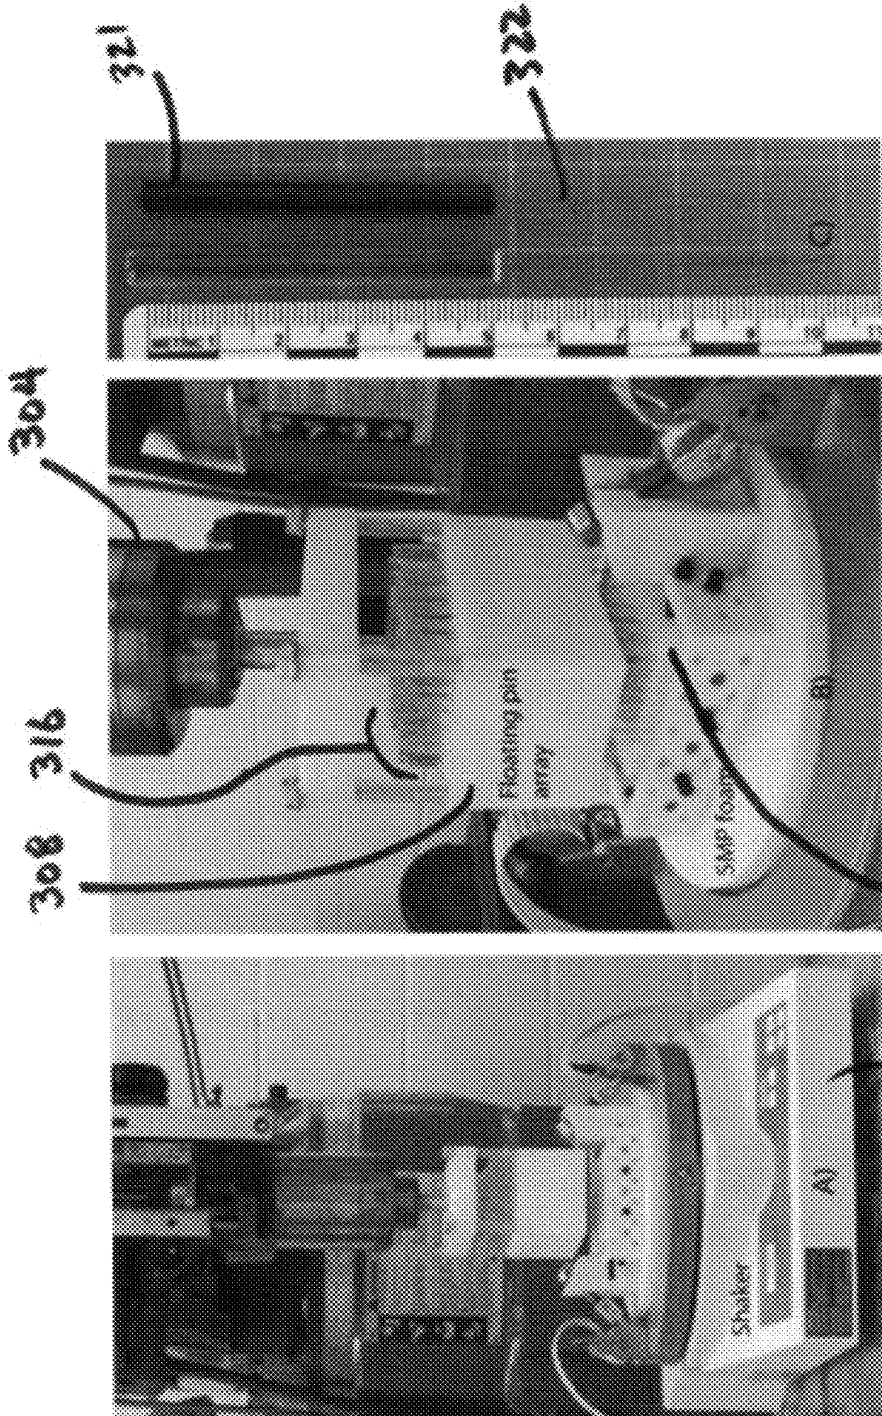 321
322
304
316
308
Floating pin
array
SMP foam
Shaker
A)
B)
C)